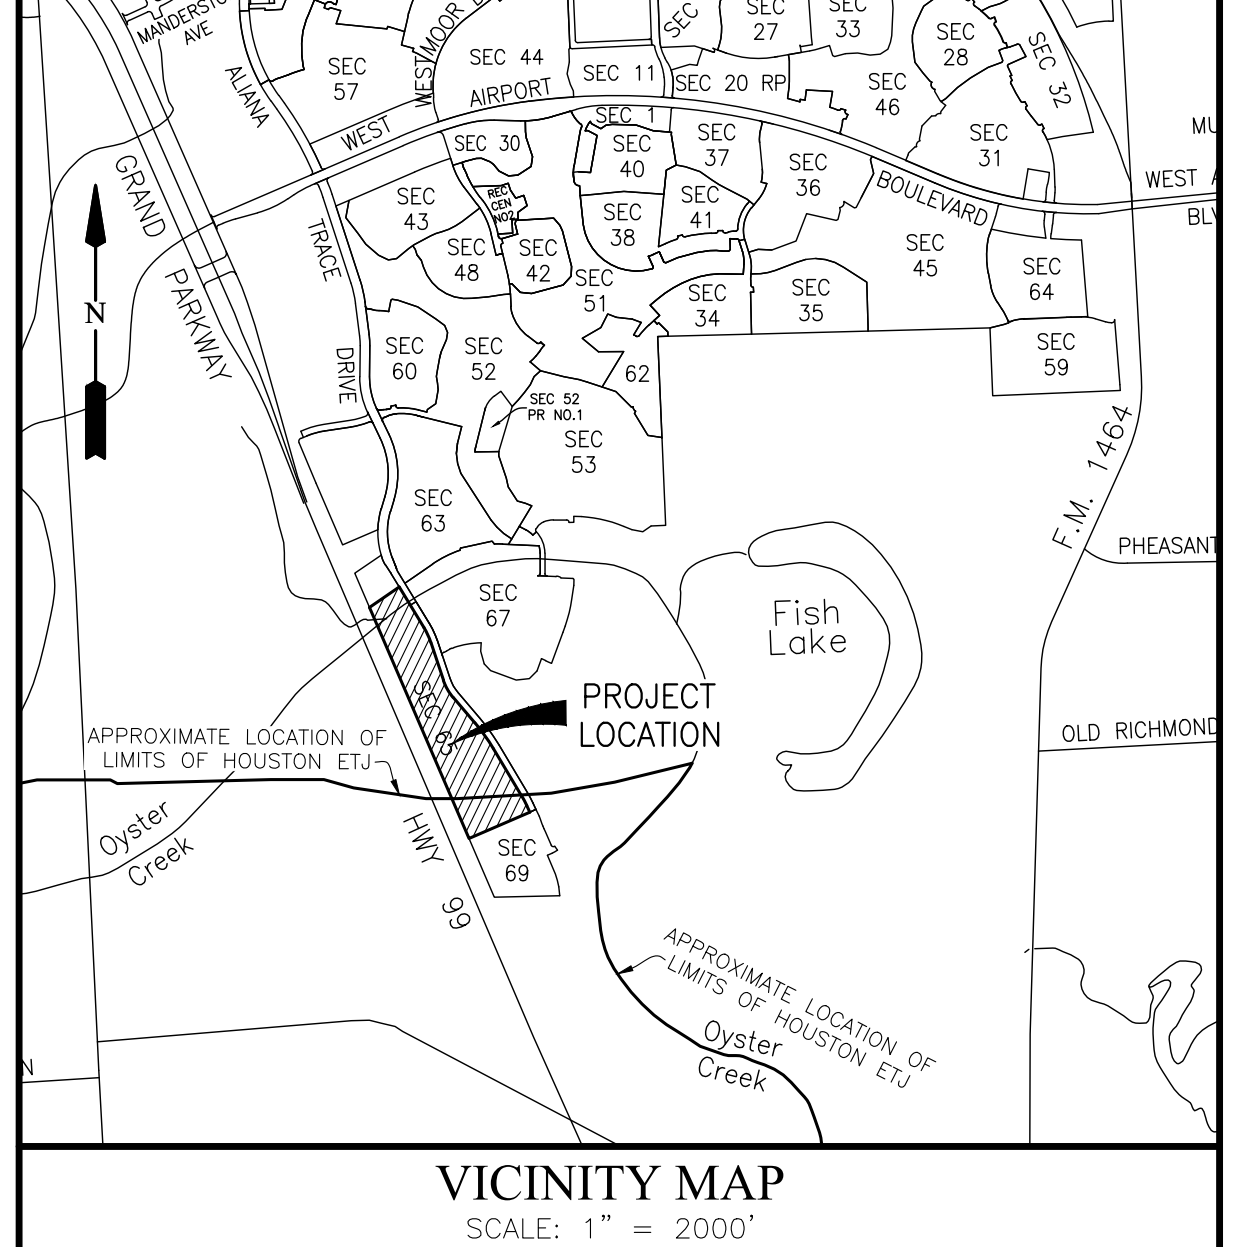 MANDERSTO
AVE
WESTMOOR D
SEC
SEC
27
SEC
33
SEC
28
SEC 32
SEC
57
SEC 44
SEC 11
SEC 20 RP
SEC
46
ALIANA
AIRPORT
WEST
SEC 1
SEC 30
SEC
40
SEC
37
SEC
31
MU
SEC
36
BOULEVARD
WEST A
BLV
GRAND
PARKWAY
TRACE
DRIVE
SEC
43
REC
CEN
NO2
SEC
41
SEC
38
SEC
48
SEC
42
SEC
51
SEC
45
SEC
64
SEC
34
SEC
35
N
SEC
60
SEC
52
62
SEC
59
SEC 52
PR NO.1
SEC
53
SEC
63
F.M. 1464
PHEASANT
SEC
67
Fish
Lake
SEC 65
PROJECT
LOCATION
APPROXIMATE LOCATION OF
LIMITS OF HOUSTON ETJ
OLD RICHMOND
Oyster
Creek
HWY 99
SEC
69
APPROXIMATE LOCATION OF
LIMITS OF HOUSTON ETJ
Oyster
Creek
N
VICINITY MAP
SCALE: 1" = 2000'